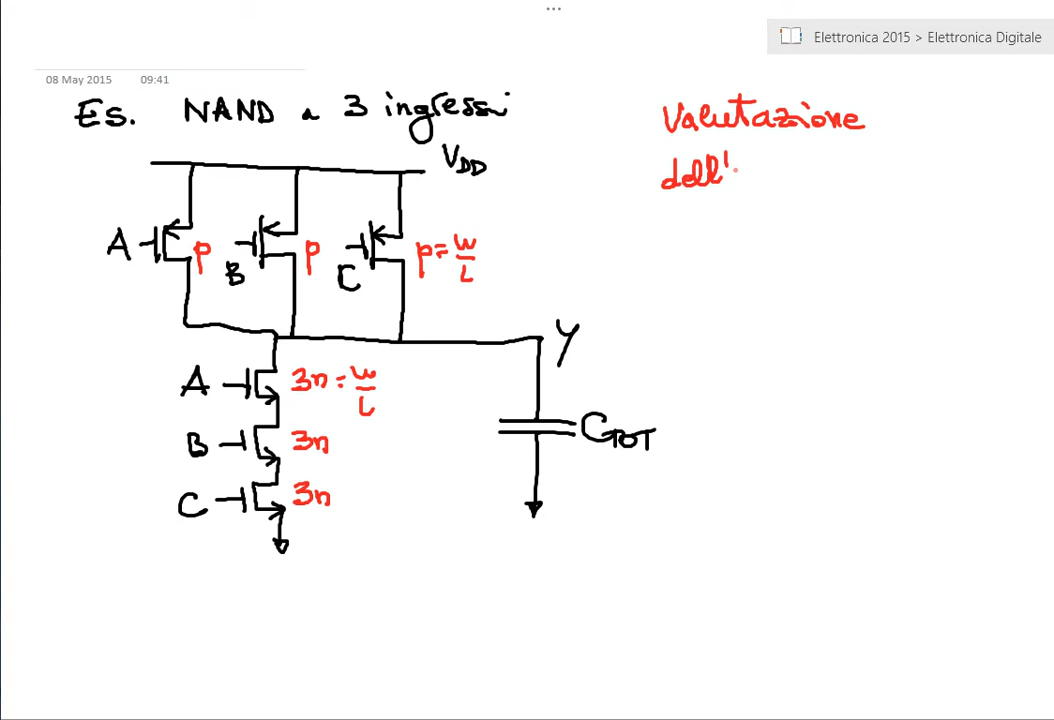 Elettronica 2015 > Elettronica Digitale
08 May 2015 09:41
Es. NAND a 3 ingressi
Valutazione
dell'
VDD
A p B p C p = W/L
Y
A 3n = W/L
CTOT
B 3n
C 3n